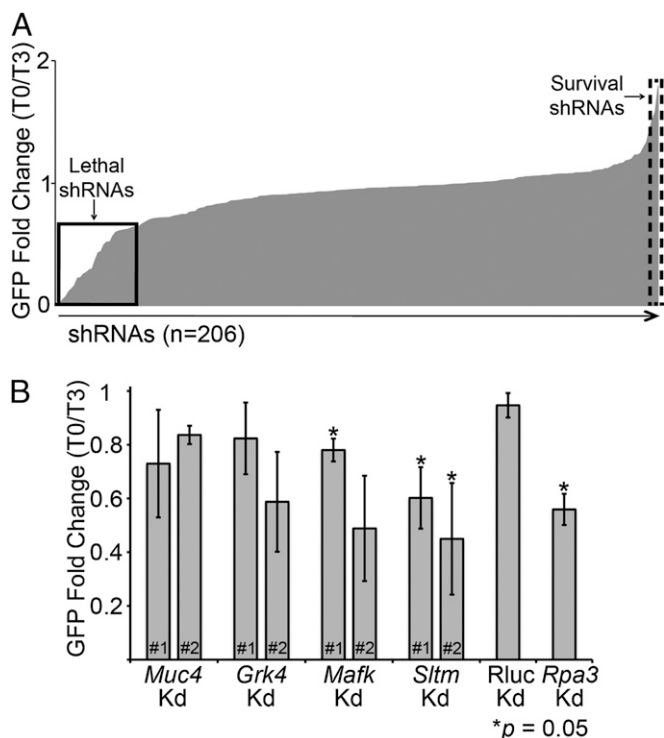 A
GFP Fold Change (T0/T3)
2
1
0
Lethal
shRNAs
Survival
shRNAs
shRNAs (n=206)
B
GFP Fold Change (T0/T3)
1
0.8
0.6
0.4
0.2
* * * *
#1 #2 #1 #2 #1 #2 #1 #2
Muc4 Grk4 Mafk Sltm Rluc Rpa3
Kd Kd Kd Kd Kd Kd
*p = 0.05